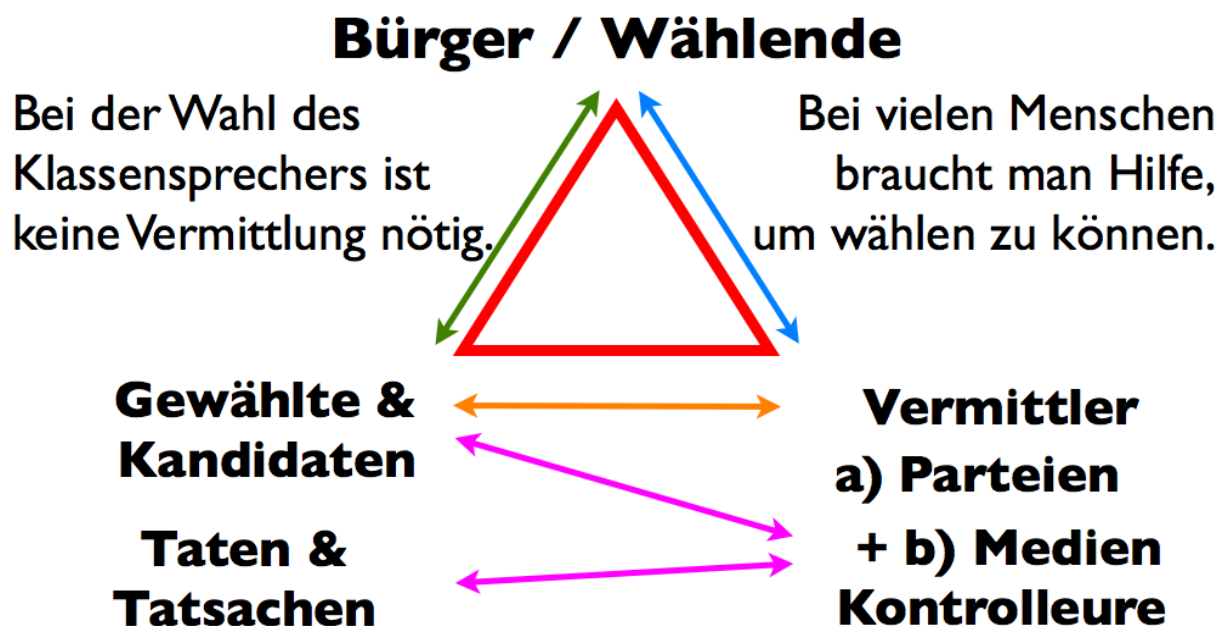 Bürger / Wählende
Bei der Wahl des
Klassensprechers ist
keine Vermittlung nötig.
Bei vielen Menschen
braucht man Hilfe,
um wählen zu können.
Gewählte &
Kandidaten
Vermittler
a) Parteien
Taten &
Tatsachen
+ b) Medien
Kontrolleure